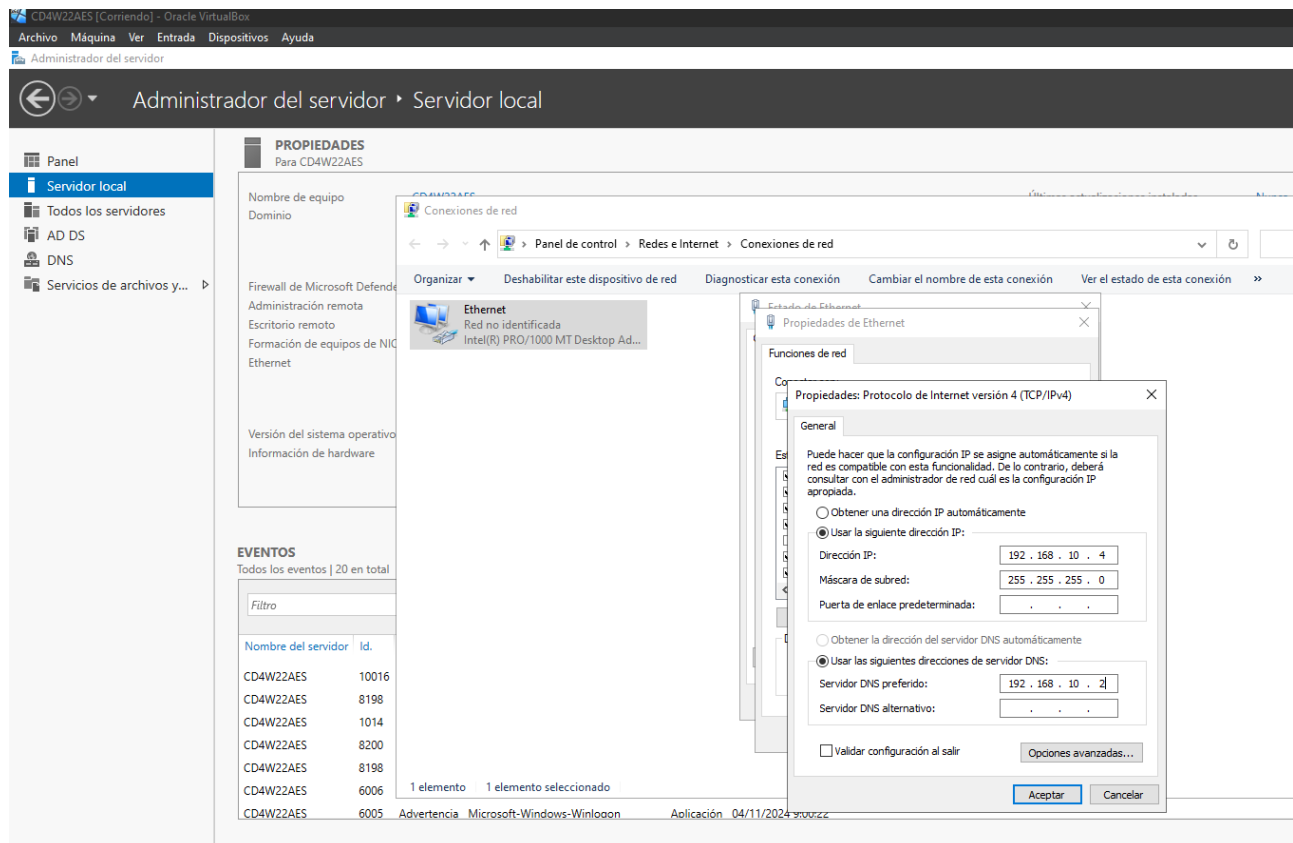 CD4W22AES [Corriendo] - Oracle VirtualBox
Archivo Máquina Ver Entrada Dispositivos Ayuda
Administrador del servidor
Administrador del servidor ‣ Servidor local
Panel
Servidor local
Todos los servidores
AD DS
DNS
Servicios de archivos y...
PROPIEDADES
Para CD4W22AES
Nombre de equipo
Dominio
Firewall de Microsoft Defende
Administración remota
Escritorio remoto
Formación de equipos de NIC
Ethernet
Versión del sistema operativo
Información de hardware
EVENTOS
Todos los eventos | 20 en total
Filtro
Nombre del servidor Id.
CD4W22AES 10016
CD4W22AES 8198
CD4W22AES 1014
CD4W22AES 8200
CD4W22AES 8198
CD4W22AES 6006
CD4W22AES 6005 Advertencia Microsoft-Windows-Winlogon Aplicación 04/11/2024 9:00:22
Conexiones de red
Panel de control › Redes e Internet › Conexiones de red
Organizar Deshabilitar este dispositivo de red Diagnosticar esta conexión Cambiar el nombre de esta conexión Ver el estado de esta conexión »
Ethernet
Red no identificada
Intel(R) PRO/1000 MT Desktop Ad...
1 elemento 1 elemento seleccionado
Estado de Ethernet
Propiedades de Ethernet
Funciones de red
Propiedades: Protocolo de Internet versión 4 (TCP/IPv4)
General
Puede hacer que la configuración IP se asigne automáticamente si la
red es compatible con esta funcionalidad. De lo contrario, deberá
consultar con el administrador de red cuál es la configuración IP
apropiada.
Obtener una dirección IP automáticamente
Usar la siguiente dirección IP:
Dirección IP: 192 . 168 . 10 . 4
Máscara de subred: 255 . 255 . 255 . 0
Puerta de enlace predeterminada: . . .
Obtener la dirección del servidor DNS automáticamente
Usar las siguientes direcciones de servidor DNS:
Servidor DNS preferido: 192 . 168 . 10 . 2
Servidor DNS alternativo: . . .
Validar configuración al salir
Opciones avanzadas...
Aceptar Cancelar